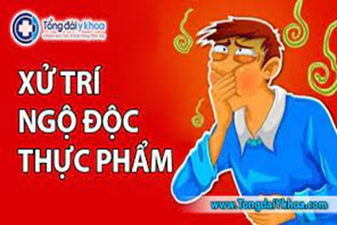 Tổng đài y khoa
XỬ TRÍ
NGỘ ĐỘC
THỰC PHẨM
www.TongdaiYkhoa.com